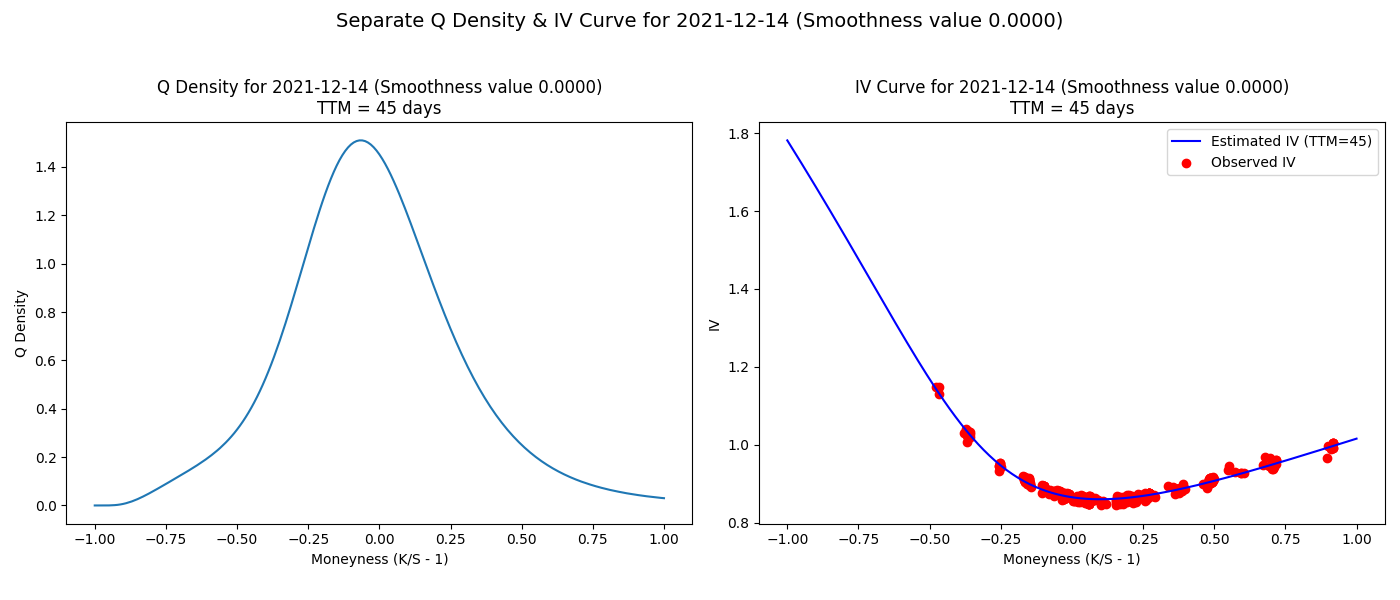 Separate Q Density & IV Curve for 2021-12-14 (Smoothness value 0.0000)
Q Density for 2021-12-14 (Smoothness value 0.0000)
TTM = 45 days
Q Density
1.4
1.2
1.0
0.8
0.6
0.4
0.2
0.0
−1.00 −0.75 −0.50 −0.25 0.00 0.25 0.50 0.75 1.00
Moneyness (K/S - 1)
IV Curve for 2021-12-14 (Smoothness value 0.0000)
TTM = 45 days
Estimated IV (TTM=45)
Observed IV
IV
1.8
1.6
1.4
1.2
1.0
0.8
−1.00 −0.75 −0.50 −0.25 0.00 0.25 0.50 0.75 1.00
Moneyness (K/S - 1)